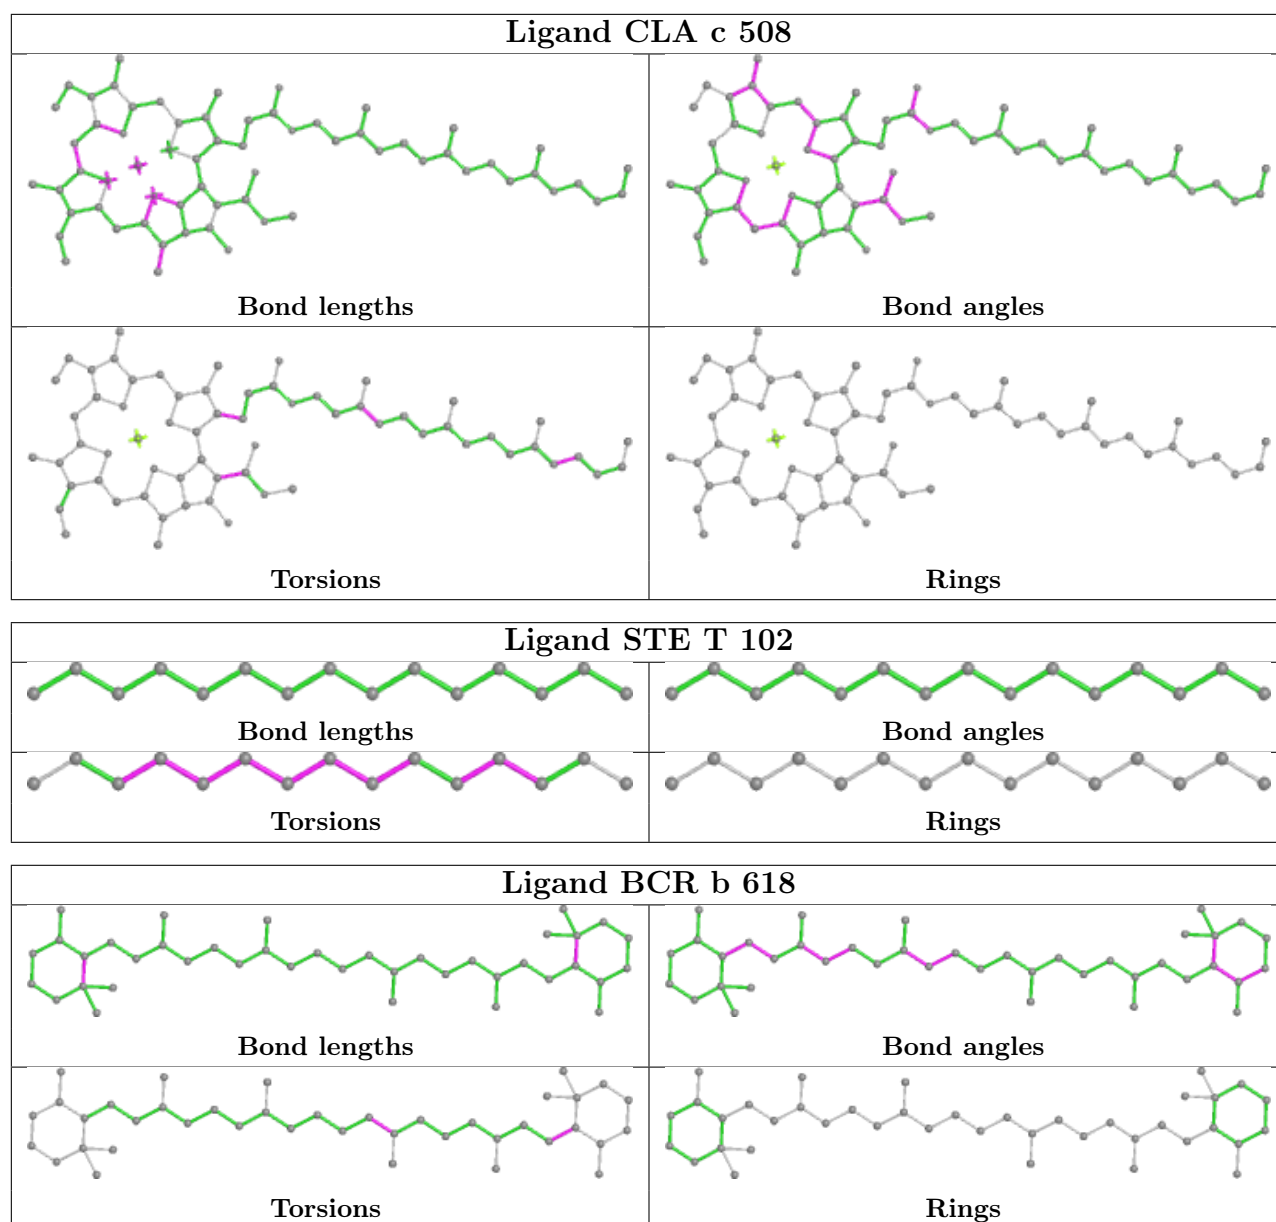 Ligand CLA c 508
Bond lengths
Bond angles
Torsions
Rings
Ligand STE T 102
Bond lengths
Bond angles
Torsions
Rings
Ligand BCR b 618
Bond lengths
Bond angles
Torsions
Rings